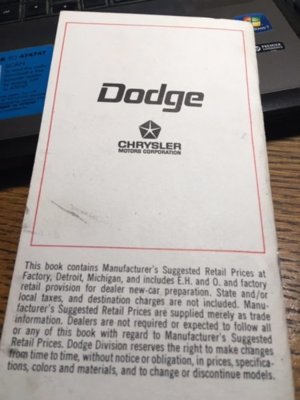 Dodge
CHRYSLER
MOTORS CORPORATION
This book contains Manufacturer's Suggested Retail Prices at
Factory, Detroit, Michigan, and includes E.H. and O. and factory
retail provision for dealer new-car preparation. State and/or
local taxes, and destination charges are not included. Manu-
facturer's Suggested Retail Prices are supplied merely as trade
information. Dealers are not required or expected to follow all
or any of this book with regard to Manufacturer's Suggested
Retail Prices. Dodge Division reserves the right to make changes
from time to time, without notice or obligation, in prices, specifica-
tions, colors and materials, and to change or discontinue models.
PREMIER